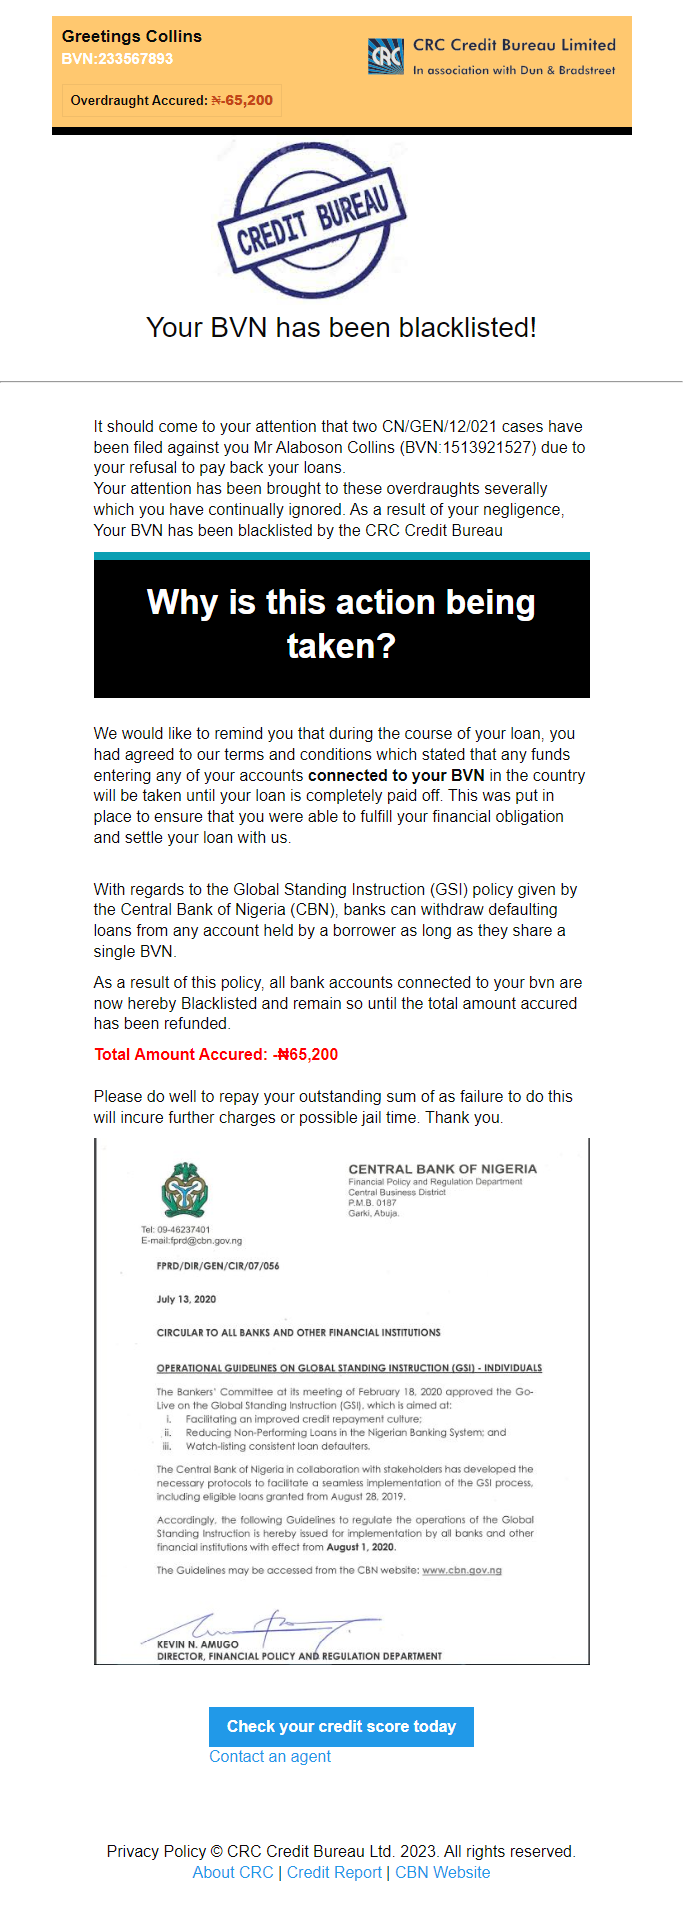 Greetings Collins
BVN:233567893
Overdraught Accured: ₦-65,200
CRC
CRC Credit Bureau Limited
In association with Dun & Bradstreet
CREDIT BUREAU
Your BVN has been blacklisted!
It should come to your attention that two CN/GEN/12/021 cases have
been filed against you Mr Alaboson Collins (BVN:1513921527) due to
your refusal to pay back your loans.
Your attention has been brought to these overdraughts severally
which you have continually ignored. As a result of your negligence,
Your BVN has been blacklisted by the CRC Credit Bureau
Why is this action being
taken?
We would like to remind you that during the course of your loan, you
had agreed to our terms and conditions which stated that any funds
entering any of your accounts connected to your BVN in the country
will be taken until your loan is completely paid off. This was put in
place to ensure that you were able to fulfill your financial obligation
and settle your loan with us.
With regards to the Global Standing Instruction (GSI) policy given by
the Central Bank of Nigeria (CBN), banks can withdraw defaulting
loans from any account held by a borrower as long as they share a
single BVN.
As a result of this policy, all bank accounts connected to your bvn are
now hereby Blacklisted and remain so until the total amount accured
has been refunded.
Total Amount Accured: -₦65,200
Please do well to repay your outstanding sum of as failure to do this
will incure further charges or possible jail time. Thank you.
CENTRAL BANK OF NIGERIA
Financial Policy and Regulation Department
Central Business District
P.M.B. 0187
Garki, Abuja.
Tel: 09-46237401
E-mail:fprd@cbn.gov.ng
FPRD/DIR/GEN/CIR/07/056
July 13, 2020
CIRCULAR TO ALL BANKS AND OTHER FINANCIAL INSTITUTIONS
OPERATIONAL GUIDELINES ON GLOBAL STANDING INSTRUCTION (GSI) - INDIVIDUALS
The Bankers' Committee at its meeting of February 18, 2020 approved the Go-
Live on the Global Standing Instruction (GSI), which is aimed at:
i. Facilitating an improved credit repayment culture;
ii. Reducing Non-Performing Loans in the Nigerian Banking System; and
iii. Watch-listing consistent loan defaulters.
The Central Bank of Nigeria in collaboration with stakeholders has developed the
necessary protocols to facilitate a seamless implementation of the GSI process,
including eligible loans granted from August 28, 2019.
Accordingly, the following Guidelines to regulate the operations of the Global
Standing Instruction is hereby issued for implementation by all banks and other
financial institutions with effect from August 1, 2020.
The Guidelines may be accessed from the CBN website: www.cbn.gov.ng
KEVIN N. AMUGO
DIRECTOR, FINANCIAL POLICY AND REGULATION DEPARTMENT
Check your credit score today
Contact an agent
Privacy Policy © CRC Credit Bureau Ltd. 2023. All rights reserved.
About CRC | Credit Report | CBN Website